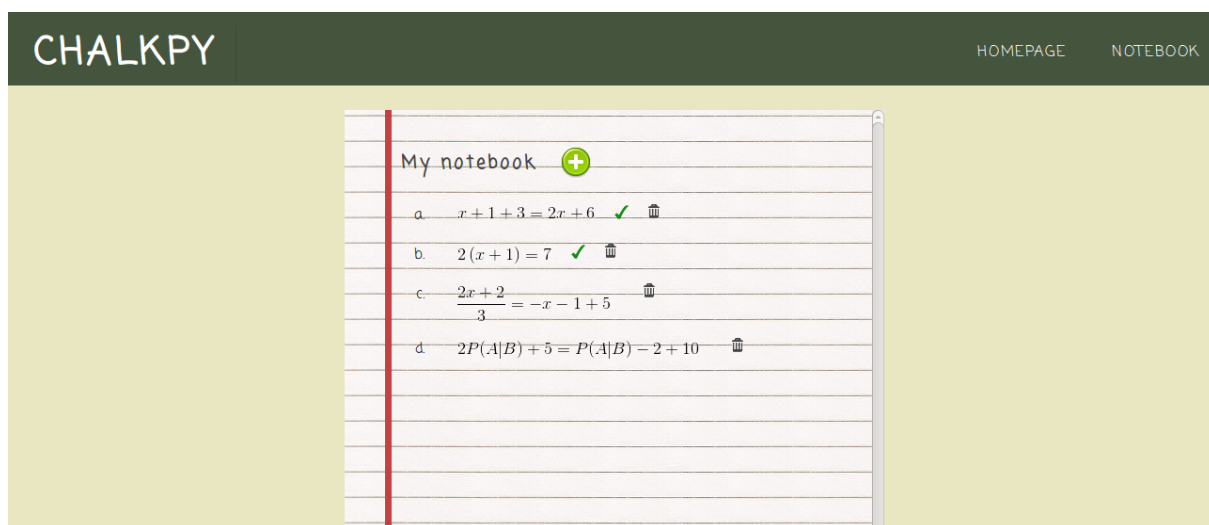 CHALKPY
HOMEPAGE NOTEBOOK
My notebook
a. x + 1 + 3 = 2x + 6 ✓
b. 2 (x + 1) = 7 ✓
c. \frac{2x + 2}{3} = −x − 1 + 5
d. 2P(A|B) + 5 = P(A|B) − 2 + 10